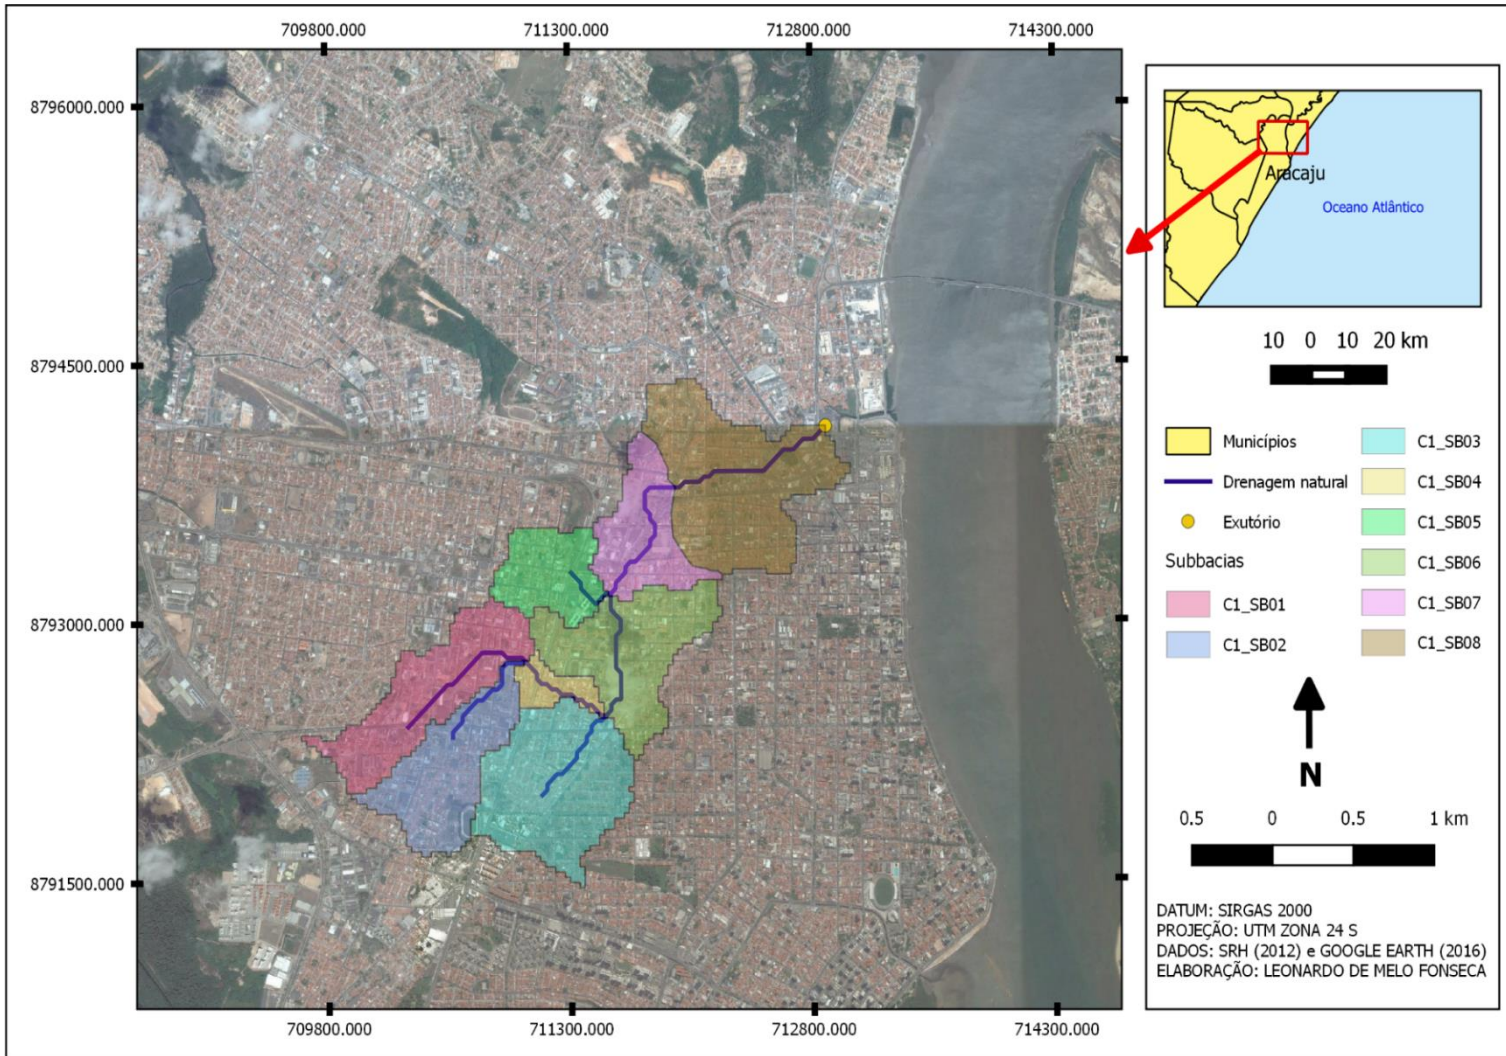 709800.000 711300.000 712800.000 714300.000
8796000.000
8794500.000
8793000.000
8791500.000
709800.000 711300.000 712800.000 714300.000
Aracaju
Oceano Atlântico
10 0 10 20 km
Municípios
Drenagem natural
Exutório
Subbacias
C1_SB01
C1_SB02
C1_SB03
C1_SB04
C1_SB05
C1_SB06
C1_SB07
C1_SB08
N
0.5 0 0.5 1 km
DATUM: SIRGAS 2000
PROJEÇÃO: UTM ZONA 24 S
DADOS: SRH (2012) e GOOGLE EARTH (2016)
ELABORAÇÃO: LEONARDO DE MELO FONSECA